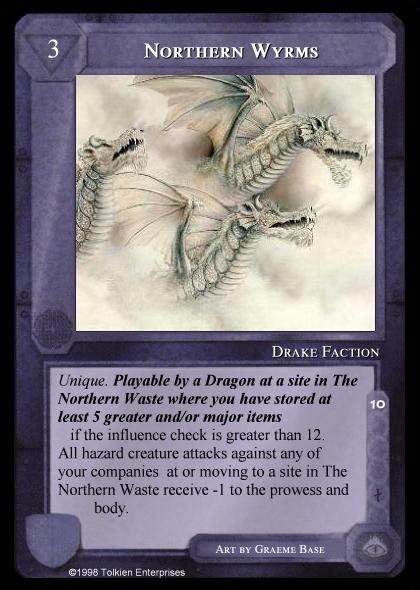 3
Northern Wyrms
Drake Faction
Unique. Playable by a Dragon at a site in The
Northern Waste where you have stored at
least 5 greater and/or major items
if the influence check is greater than 12.
All hazard creature attacks against any of
your companies at or moving to a site in The
Northern Waste receive -1 to the prowess and
body.
10
Art by Graeme Base
©1998 Tolkien Enterprises